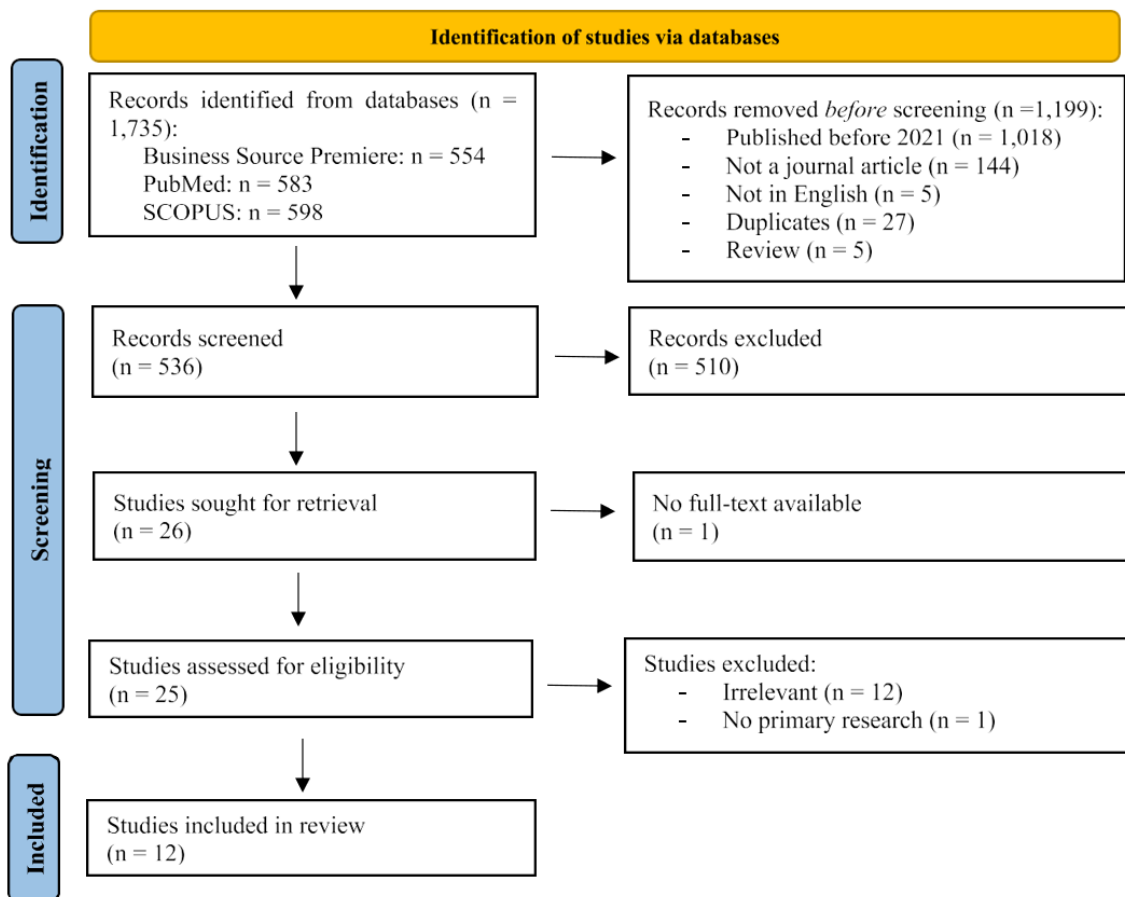 Identification of studies via databases
Identification
Records identified from databases (n =
1,735):
Business Source Premiere: n = 554
PubMed: n = 583
SCOPUS: n = 598
Records removed before screening (n =1,199):
- Published before 2021 (n = 1,018)
- Not a journal article (n = 144)
- Not in English (n = 5)
- Duplicates (n = 27)
- Review (n = 5)
Screening
Records screened
(n = 536)
Records excluded
(n = 510)
Studies sought for retrieval
(n = 26)
No full-text available
(n = 1)
Studies assessed for eligibility
(n = 25)
Studies excluded:
- Irrelevant (n = 12)
- No primary research (n = 1)
Included
Studies included in review
(n = 12)